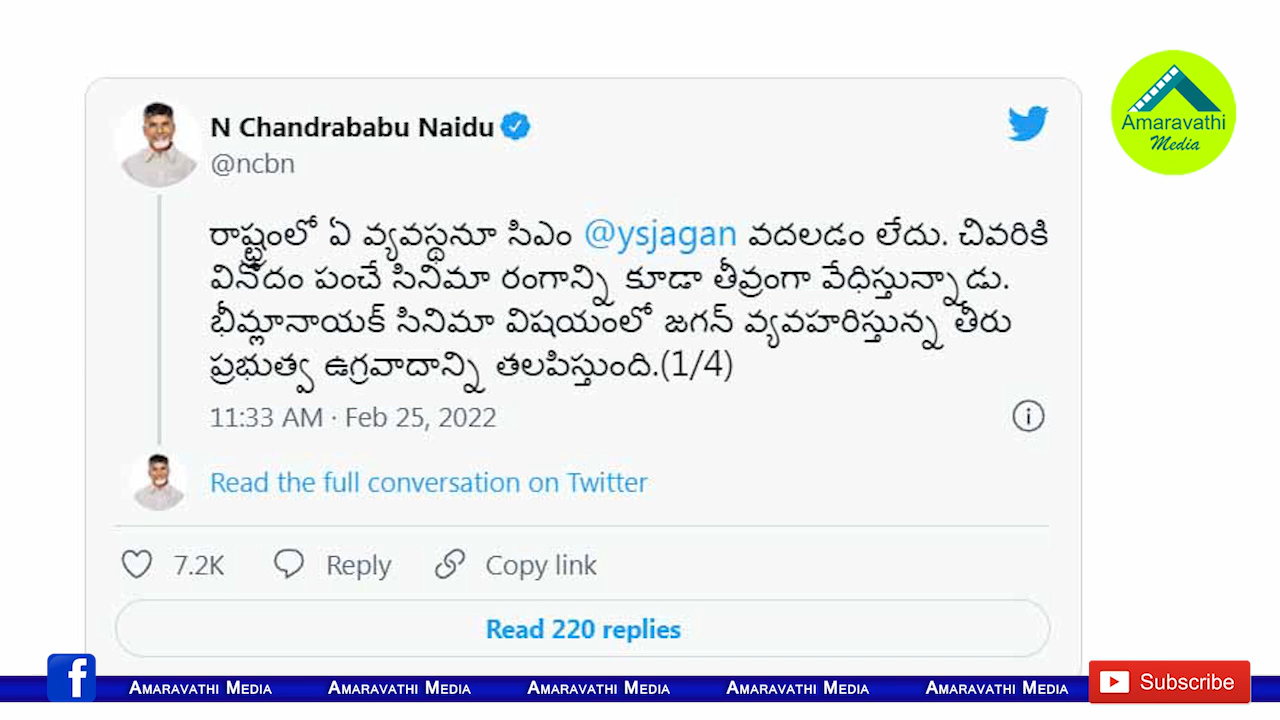 N Chandrababu Naidu
@ncbn
రాష్ట్రంలో ఏ వ్యవస్థనూ సిఎం @ysjagan వదలడం లేదు. చివరికి
వినోదం పంచే సినిమా రంగాన్ని కూడా తీవ్రంగా వేధిస్తున్నాడు.
భీమ్లానాయక్ సినిమా విషయంలో జగన్ వ్యవహరిస్తున్న తీరు
ప్రభుత్వ ఉగ్రవాదాన్ని తలపిస్తుంది.(1/4)
11:33 AM · Feb 25, 2022
Read the full conversation on Twitter
7.2K Reply Copy link
Read 220 replies
Amaravathi
Media
f Amaravathi Media Amaravathi Media Amaravathi Media Amaravathi Media Amaravathi Media Subscribe